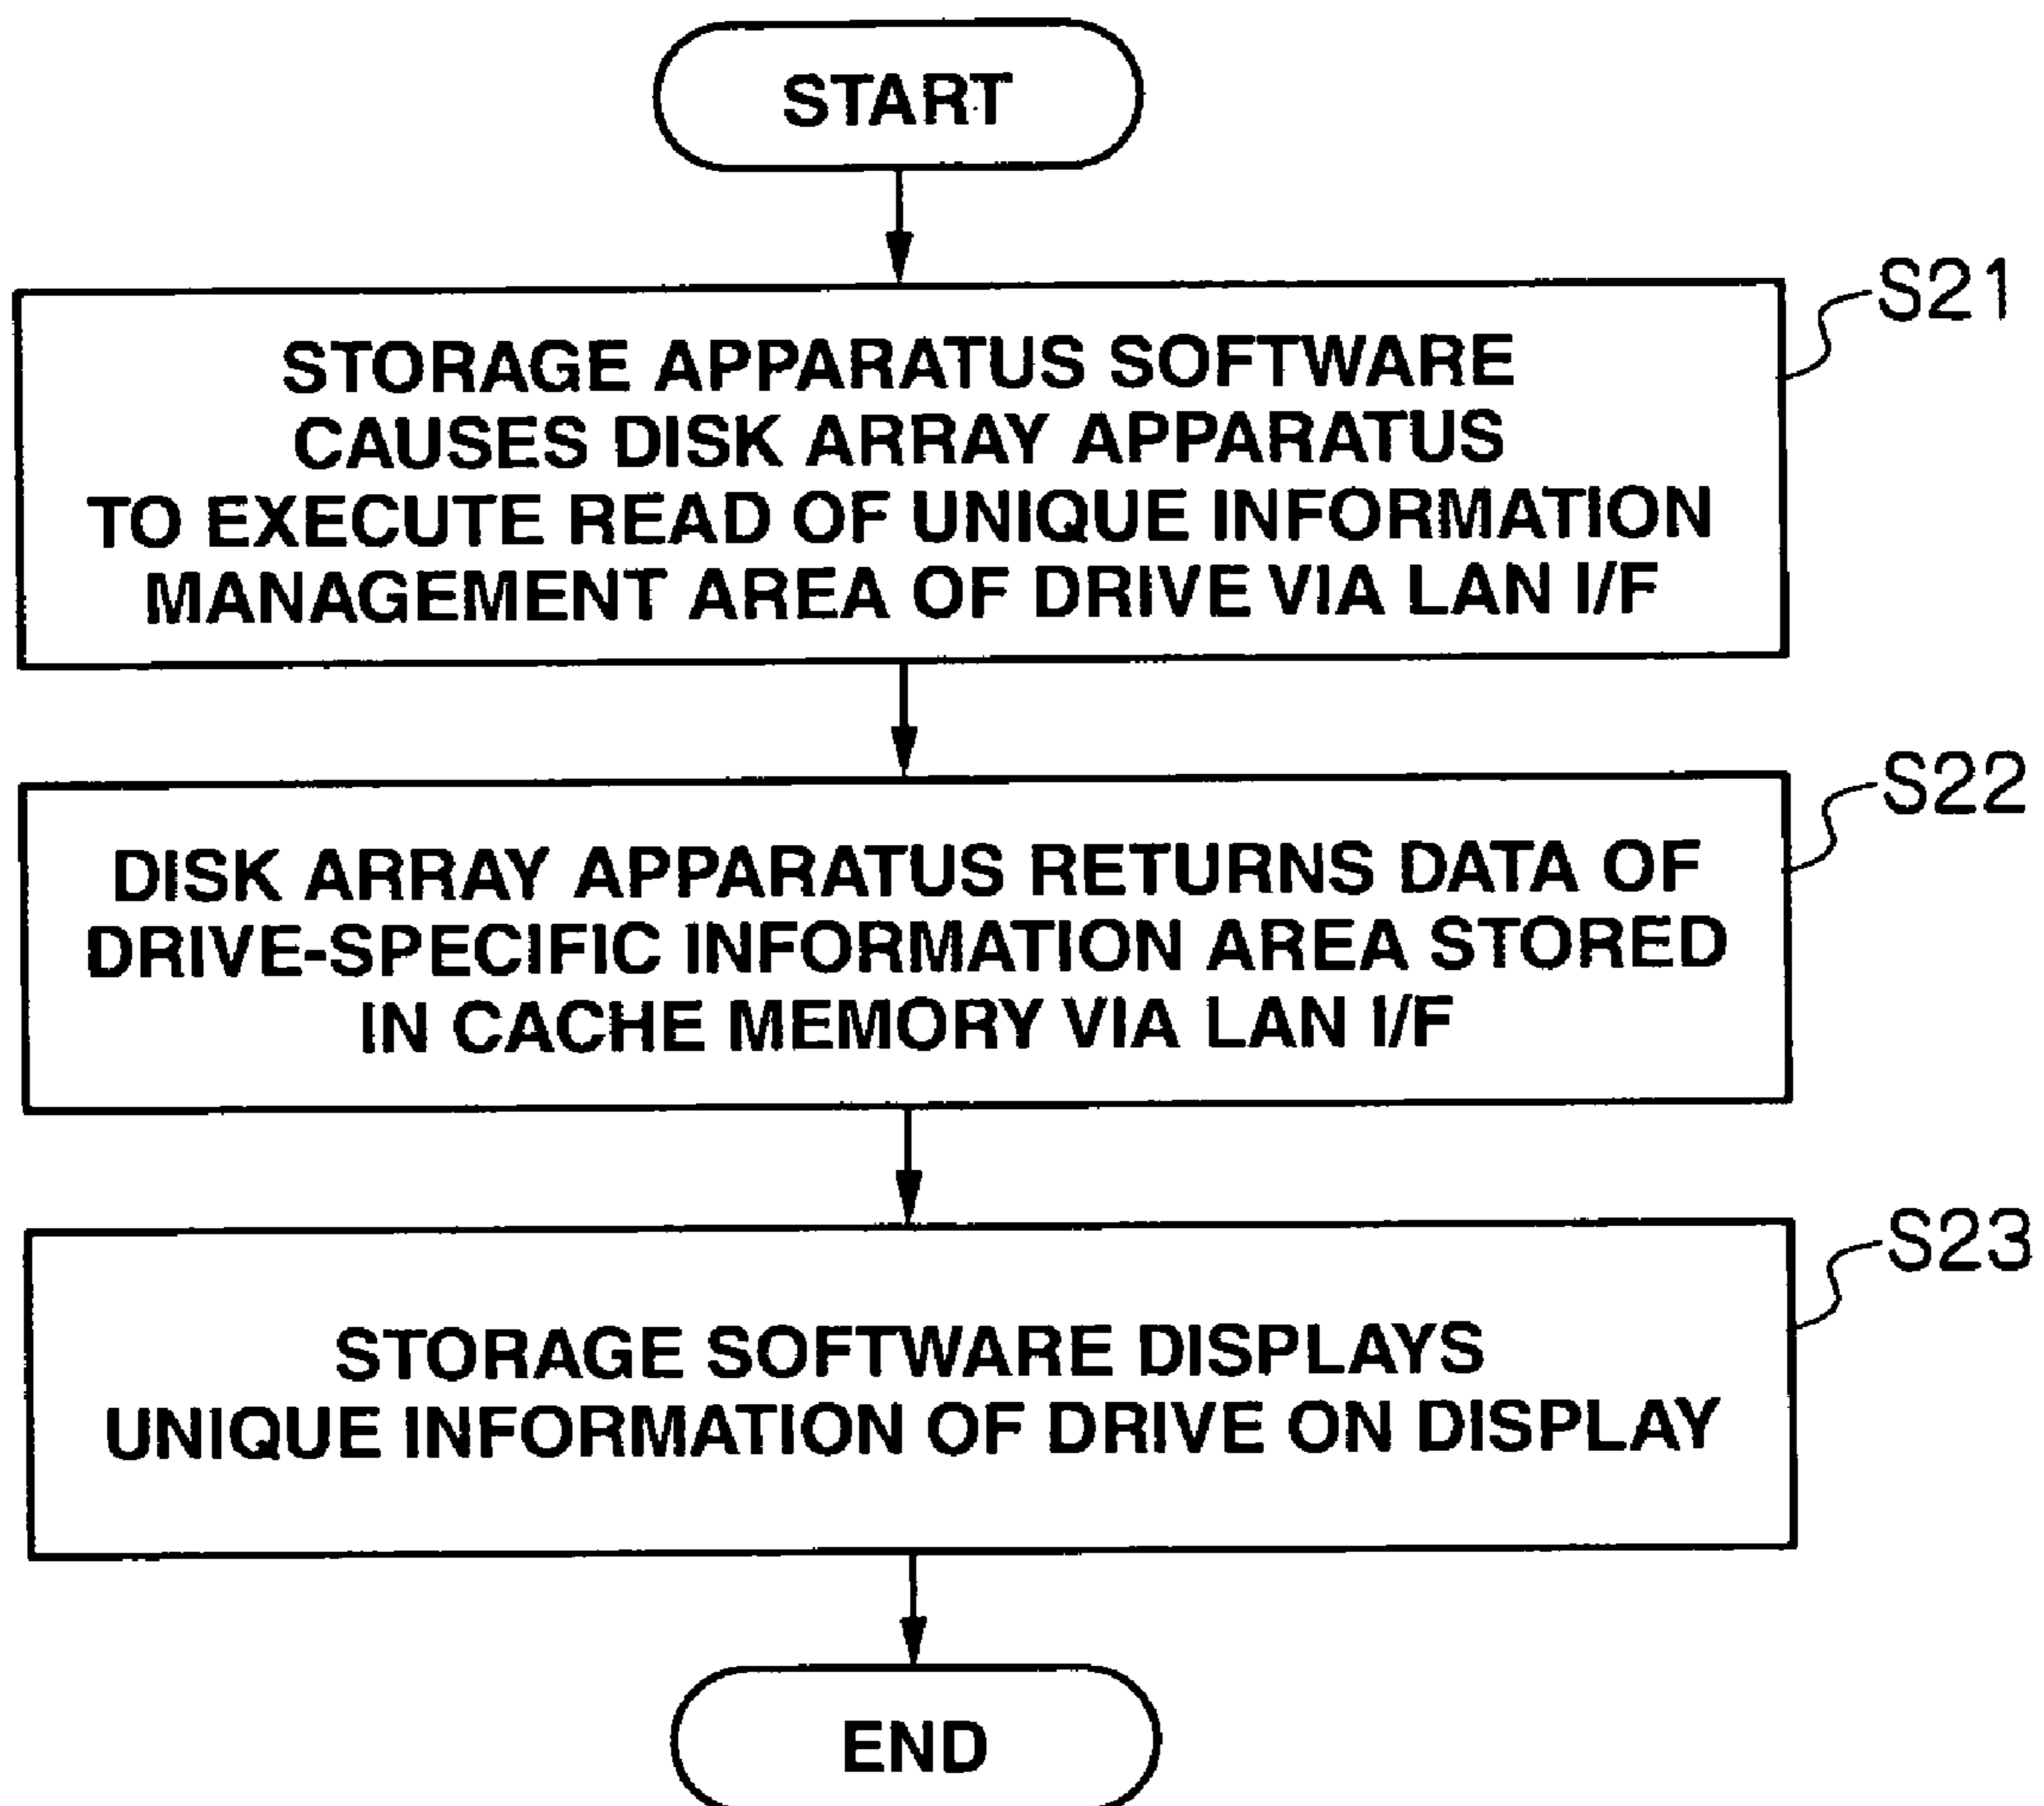 START
S21
STORAGE APPARATUS SOFTWARE
CAUSES DISK ARRAY APPARATUS
TO EXECUTE READ OF UNIQUE INFORMATION
MANAGEMENT AREA OF DRIVE VIA LAN I/F
S22
DISK ARRAY APPARATUS RETURNS DATA OF
DRIVE-SPECIFIC INFORMATION AREA STORED
IN CACHE MEMORY VIA LAN I/F
S23
STORAGE SOFTWARE DISPLAYS
UNIQUE INFORMATION OF DRIVE ON DISPLAY
END